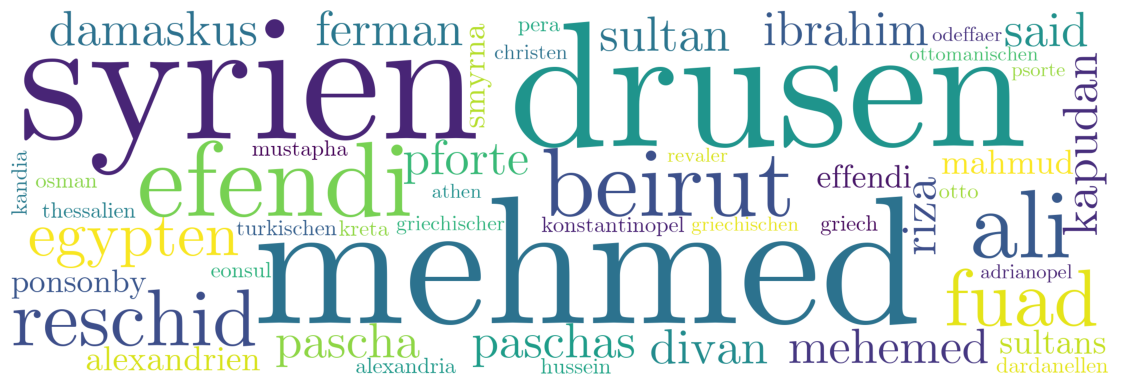 damaskus ferman pera sultan ibrahim said
smyrna christen odeffaer ottomanischen
syrien drusen psorte kapudan
mustapha efendi pforte beirut revaler effendi mahmud
kandia osman athen riza otto ali
thessalien egypten turkischen kreta griechischer konstantinopel griechischen griech
eonsul mehmed adrianopel
ponsonby reschid fuad
alexandrien pascha paschas divan mehemed sultans
alexandria hussein dardanellen